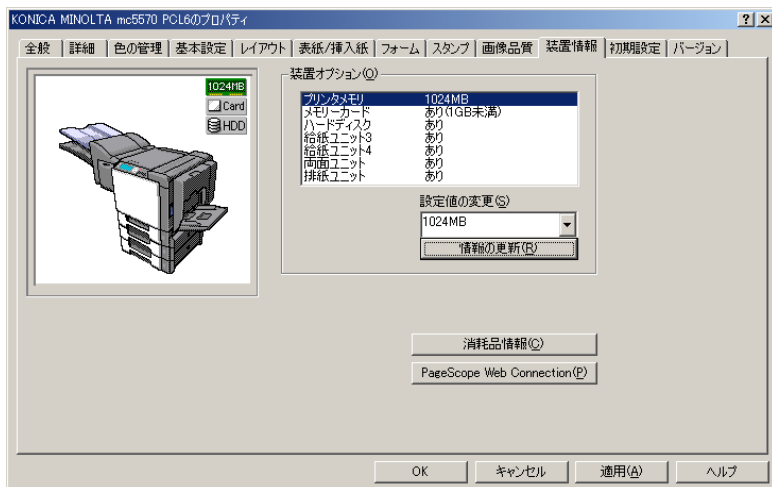 KONICA MINOLTA mc5570 PCL6のプロパティ
全般 詳細 色の管理 基本設定 レイアウト 表紙/挿入紙 フォーム スタンプ 画像品質 装置情報 初期設定 バージョン
1024MB
Card
HDD
装置オプション(O)
プリンタメモリ 1024MB
メモリーカード あり(1GB未満)
ハードディスク あり
給紙ユニット3 あり
給紙ユニット4 あり
両面ユニット あり
排紙ユニット あり
設定値の変更(S)
1024MB
情報の更新(R)
消耗品情報(C)
PageScope Web Connection(P)
OK キャンセル 適用(A) ヘルプ